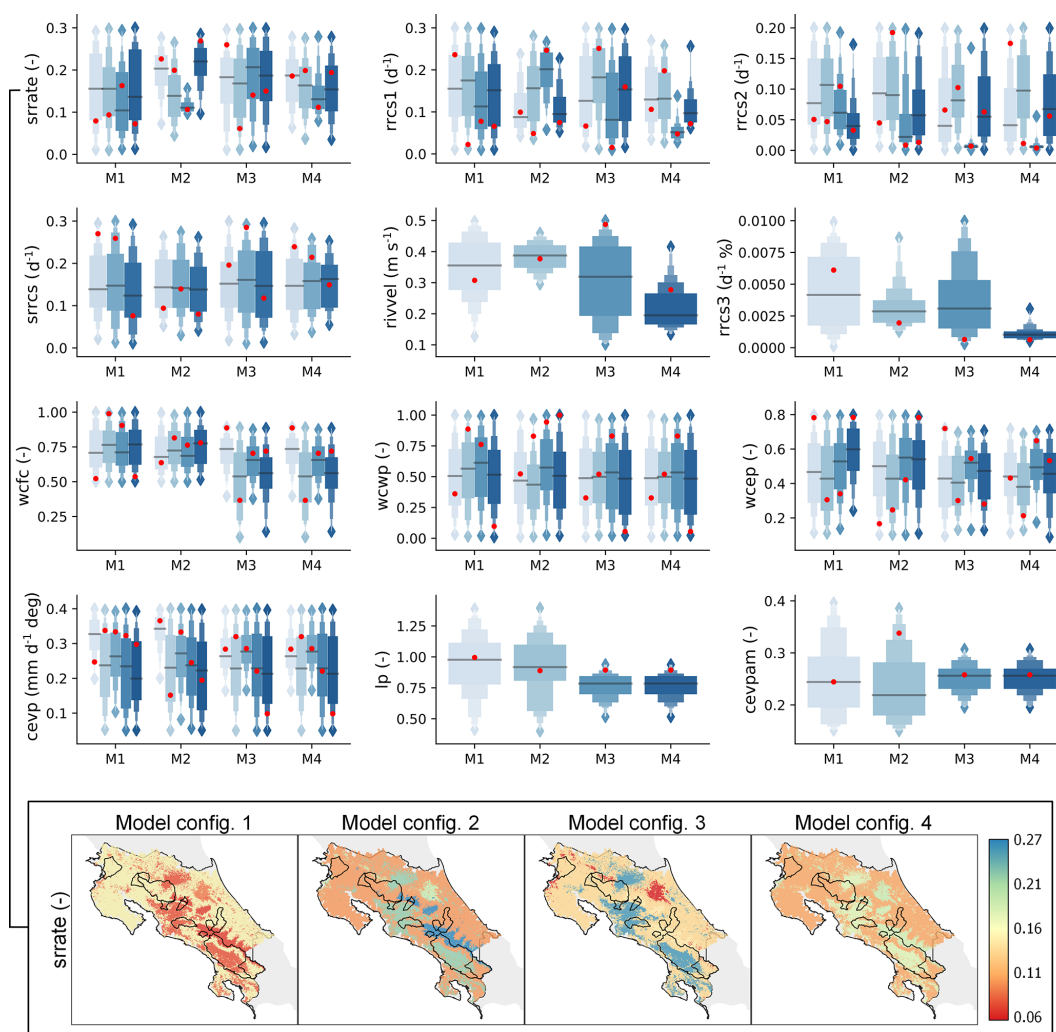 srrate (-)
0.3
0.2
0.1
0.0
M1 M2 M3 M4
rrcs1 (d⁻¹)
0.3
0.2
0.1
0.0
M1 M2 M3 M4
rrcs2 (d⁻¹)
0.20
0.15
0.10
0.05
0.00
M1 M2 M3 M4
srrcs (d⁻¹)
0.3
0.2
0.1
0.0
M1 M2 M3 M4
rivvel (m s⁻¹)
0.5
0.4
0.3
0.2
0.1
M1 M2 M3 M4
rrcs3 (d⁻¹ %)
0.0100
0.0075
0.0050
0.0025
0.0000
M1 M2 M3 M4
wcfc (-)
1.00
0.75
0.50
0.25
M1 M2 M3 M4
wcwp (-)
1.00
0.75
0.50
0.25
0.00
M1 M2 M3 M4
wcep (-)
0.8
0.6
0.4
0.2
M1 M2 M3 M4
cevp (mm d⁻¹ deg)
0.4
0.3
0.2
0.1
M1 M2 M3 M4
lp (-)
1.25
1.00
0.75
0.50
M1 M2 M3 M4
cevpam (-)
0.4
0.3
0.2
M1 M2 M3 M4
Model config. 1 Model config. 2 Model config. 3 Model config. 4
srrate (-)
0.27
0.21
0.16
0.11
0.06